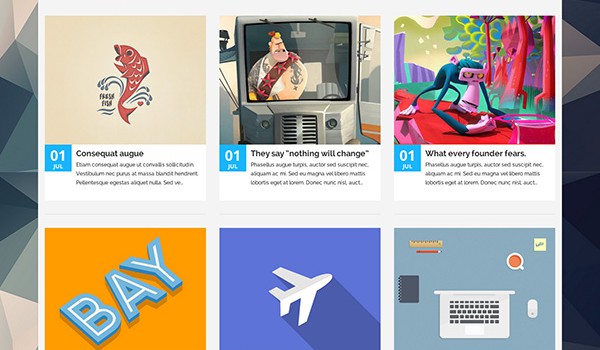 FRESH
FISH
01
JUL
Consequat augue
Etiam consequat augue ut convallis sollicitudin.
Vestibulum nec purus at massa blandit hendrerit.
Pellentesque egestas aliquet nulla. Sed ve...
01
JUL
They say "nothing will change"
Phasellus augue turpis, auctor sed suscipit nec,
aliquam ac mi. Sed eu magna vel libero mattis
lobortis eget at tortor. Donec nunc nisl, auct...
01
JUL
What every founder fears.
Phasellus augue turpis, auctor sed suscipit nec,
aliquam ac mi. Sed eu magna vel libero mattis
lobortis eget at tortor. Donec nunc nisl, auct...
BAY